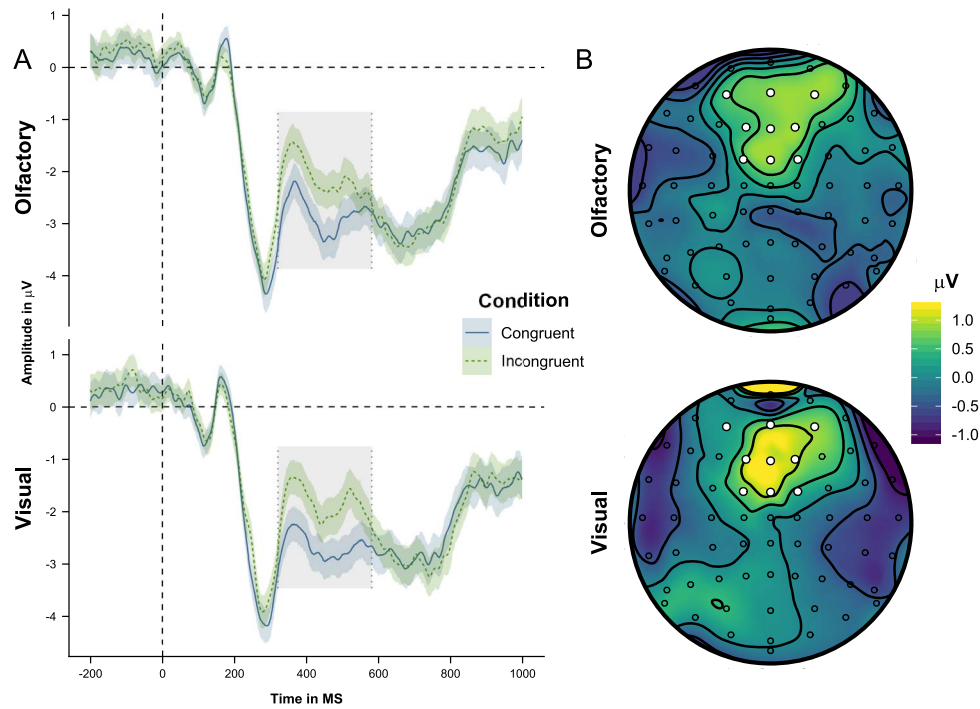 A
1
0
-1
-2
-3
-4
Olfactory
Amplitude in μV
Condition
Congruent
Incongruent
1
0
-1
-2
-3
-4
Visual
-200 0 200 400 600 800 1000
Time in MS
B
Olfactory
Visual
μV
1.0
0.5
0.0
-0.5
-1.0